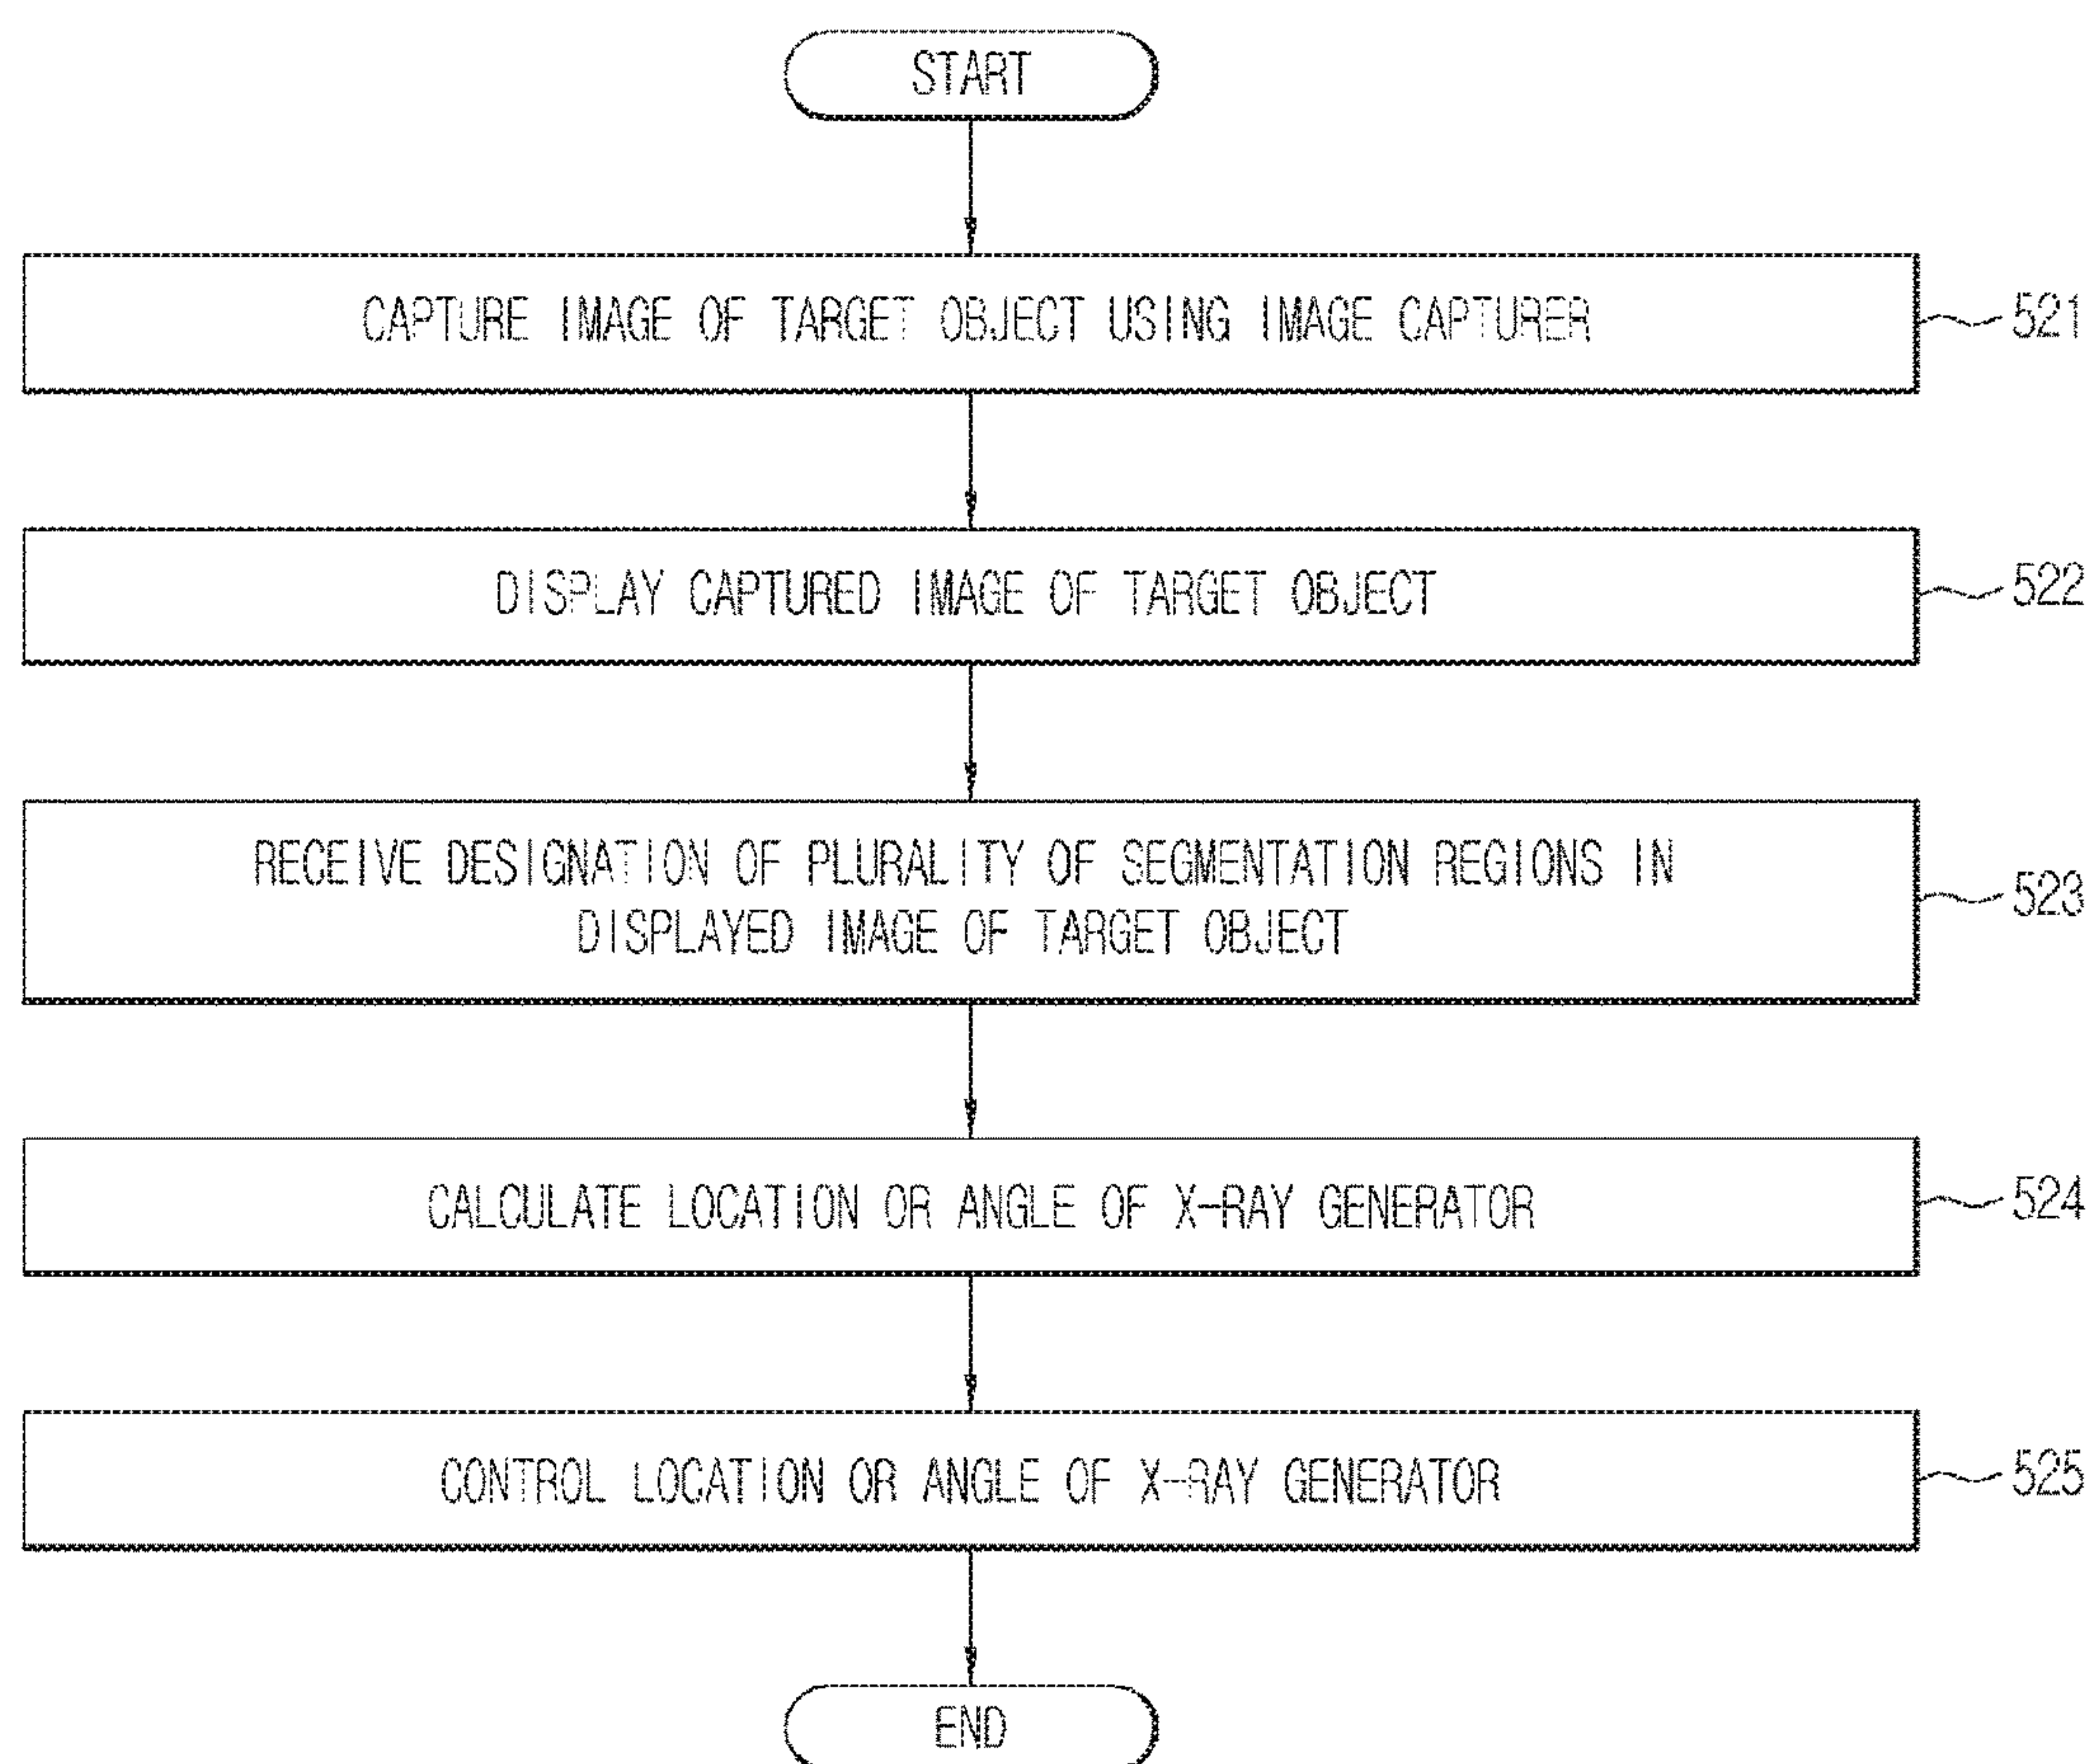 START
CAPTURE IMAGE OF TARGET OBJECT USING IMAGE CAPTURER
521
DISPLAY CAPTURED IMAGE OF TARGET OBJECT
522
RECEIVE DESIGNATION OF PLURALITY OF SEGMENTATION REGIONS IN
DISPLAYED IMAGE OF TARGET OBJECT
523
CALCULATE LOCATION OR ANGLE OF X-RAY GENERATOR
524
CONTROL LOCATION OR ANGLE OF X-RAY GENERATOR
525
END